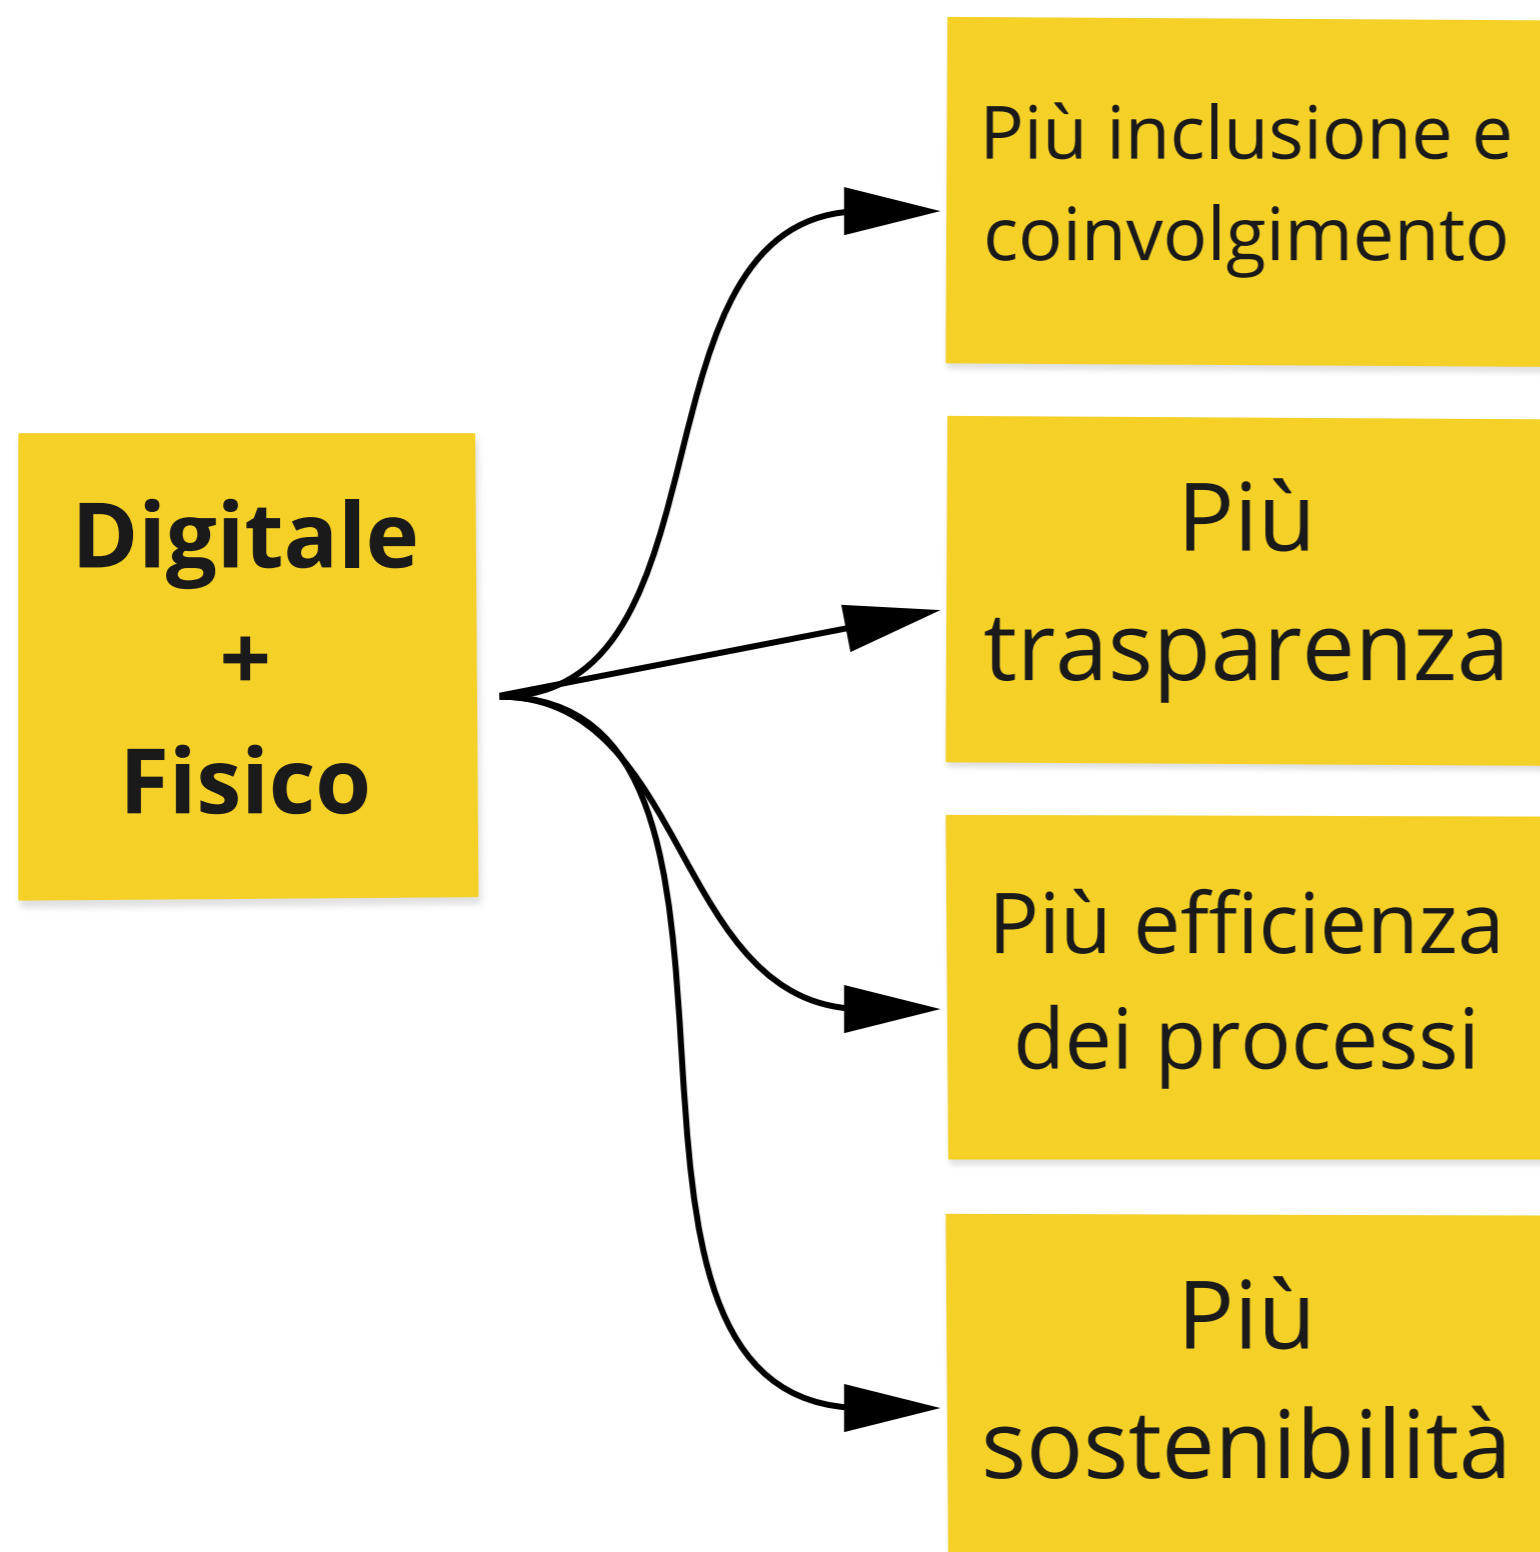 Digitale
+
Fisico
Più inclusione e
coinvolgimento
Più
trasparenza
Più efficienza
dei processi
Più
sostenibilità